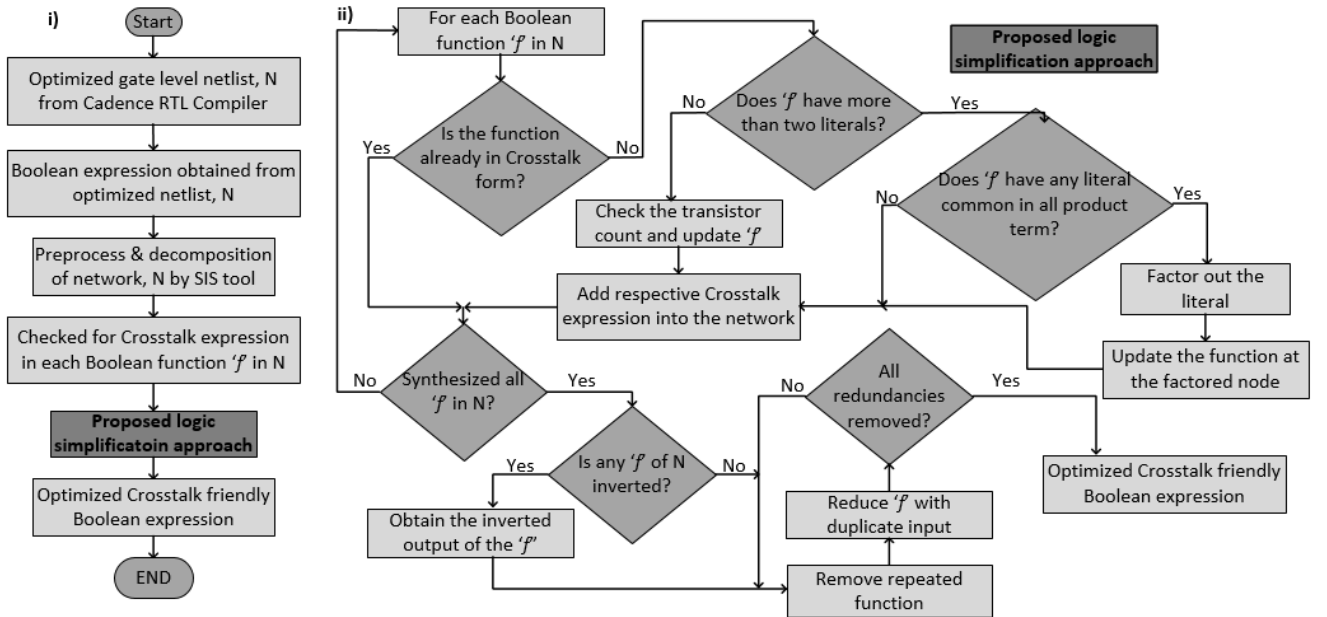 i)
Start
Optimized gate level netlist, N
from Cadence RTL Compiler
Boolean expression obtained from
optimized netlist, N
Preprocess & decomposition
of network, N by SIS tool
Checked for Crosstalk expression
in each Boolean function ‘f’ in N
Proposed logic
simplificatoin approach
Optimized Crosstalk friendly
Boolean expression
END
ii)
For each Boolean
function ‘f’ in N
Is the function
already in Crosstalk
form?
Yes
No
Does ‘f’ have more
than two literals?
No
Yes
Proposed logic
simplification approach
Check the transistor
count and update ‘f’
Does ‘f’ have any literal
common in all product
term?
No
Yes
Factor out the
literal
Update the function at
the factored node
Add respective Crosstalk
expression into the network
Synthesized all
‘f’ in N?
No
Yes
Is any ‘f’ of N
inverted?
Yes
No
Obtain the inverted
output of the ‘f’’
Remove repeated
function
Reduce ‘f’ with
duplicate input
All
redundancies
removed?
No
Yes
Optimized Crosstalk friendly
Boolean expression